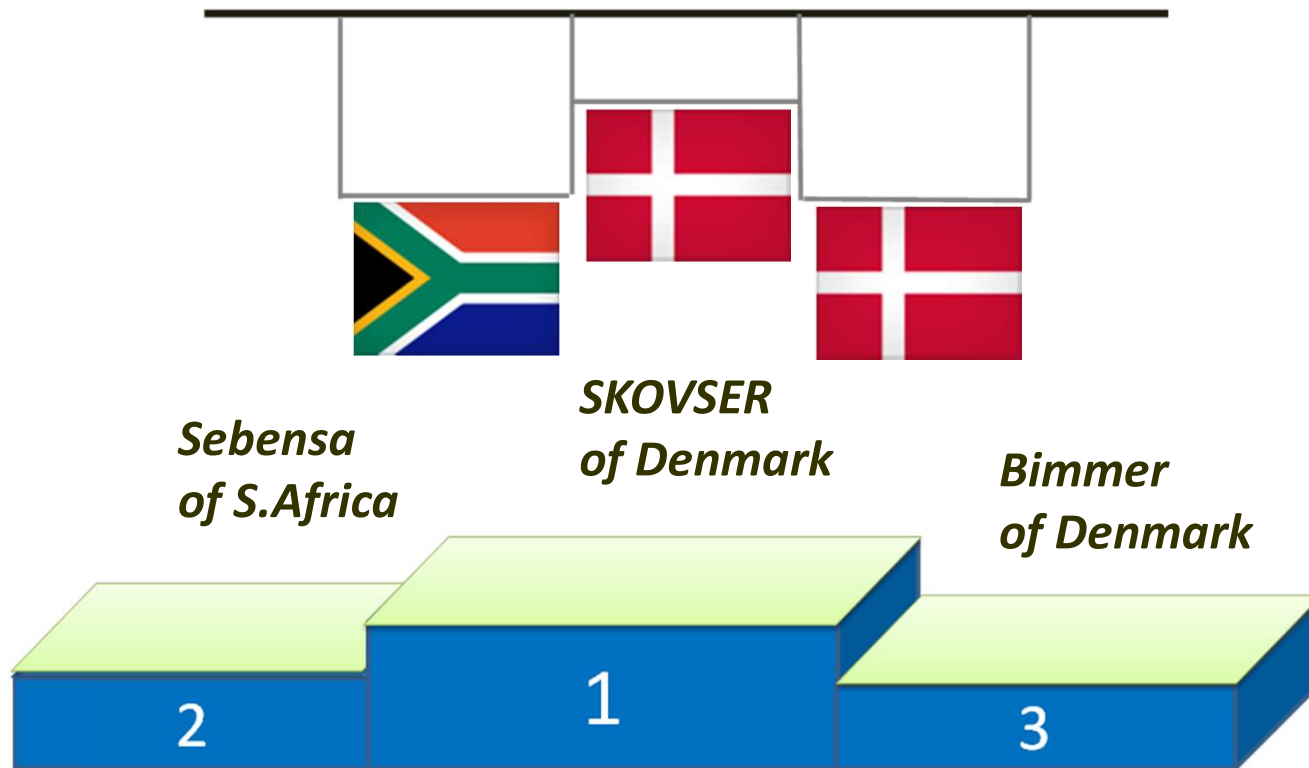 SKOVSER
of Denmark
Sebensa
of S.Africa
Bimmer
of Denmark
2
1
3